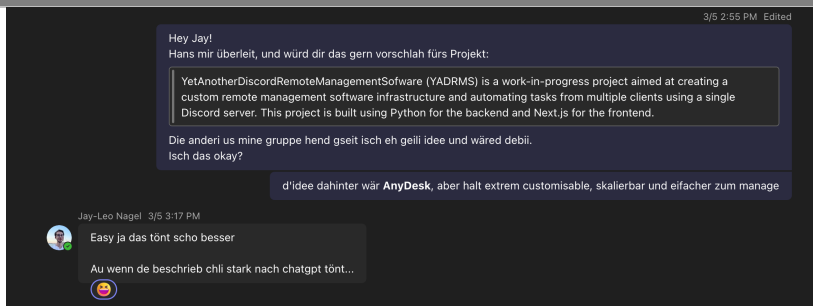 3/5 2:55 PM Edited
Hey Jay!
Hans mir überleit, und würd dir das gern vorschlah fürs Projekt:
YetAnotherDiscordRemoteManagementSofware (YADRMS) is a work-in-progress project aimed at creating a
custom remote management software infrastructure and automating tasks from multiple clients using a single
Discord server. This project is built using Python for the backend and Next.js for the frontend.
Die anderi us mine gruppe hend gseit isch eh geili idee und wäred debii.
Isch das okay?
d'idee dahinter wär AnyDesk, aber halt extrem customisable, skalierbar und eifacher zum manage
Jay-Leo Nagel 3/5 3:17 PM
Easy ja das tönt scho besser
Au wenn de beschrieb chli stark nach chatgpt tönt...